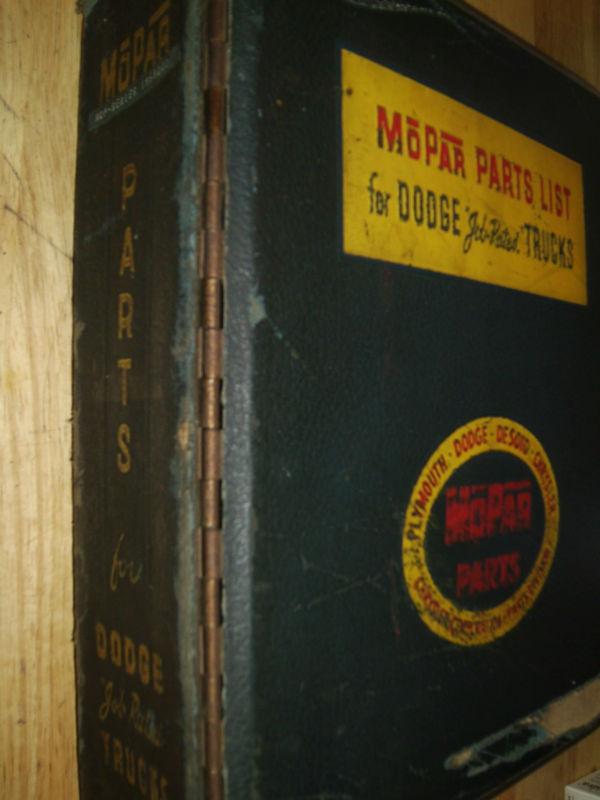 MOPAR
PARTS
for
DODGE
"Job-Rated"
TRUCKS
MOPAR PARTS LIST
for DODGE "Job-Rated" TRUCKS
PLYMOUTH · DODGE · DESOTO · CHRYSLER
MOPAR
PARTS